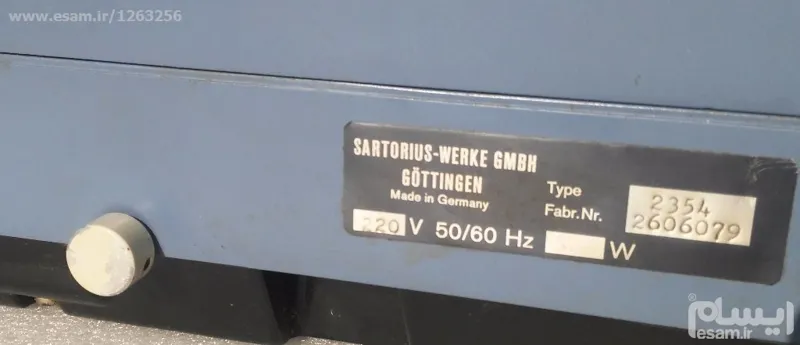 www.esam.ir/1263256
SARTORIUS-WERKE GMBH
GÖTTINGEN
Made in Germany
Type 2354
Fabr.Nr. 2606079
220 V 50/60 Hz W
ایسام
esam.ir